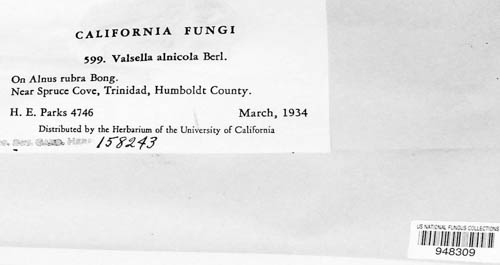 CALIFORNIA FUNGI
599. Valsella alnicola Berl.
On Alnus rubra Bong.
Near Spruce Cove, Trinidad, Humboldt County.
H. E. Parks 4746 March, 1934
Distributed by the Herbarium of the University of California
158243
US NATIONAL FUNGUS COLLECTIONS
948309